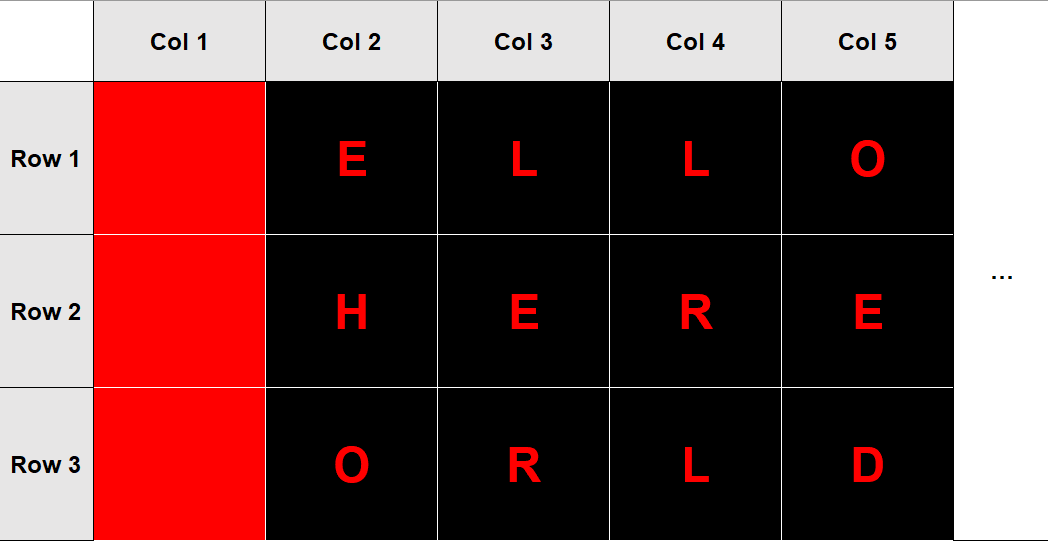 Col 1 Col 2 Col 3 Col 4 Col 5
Row 1 E L L O
Row 2 H E R E ...
Row 3 O R L D